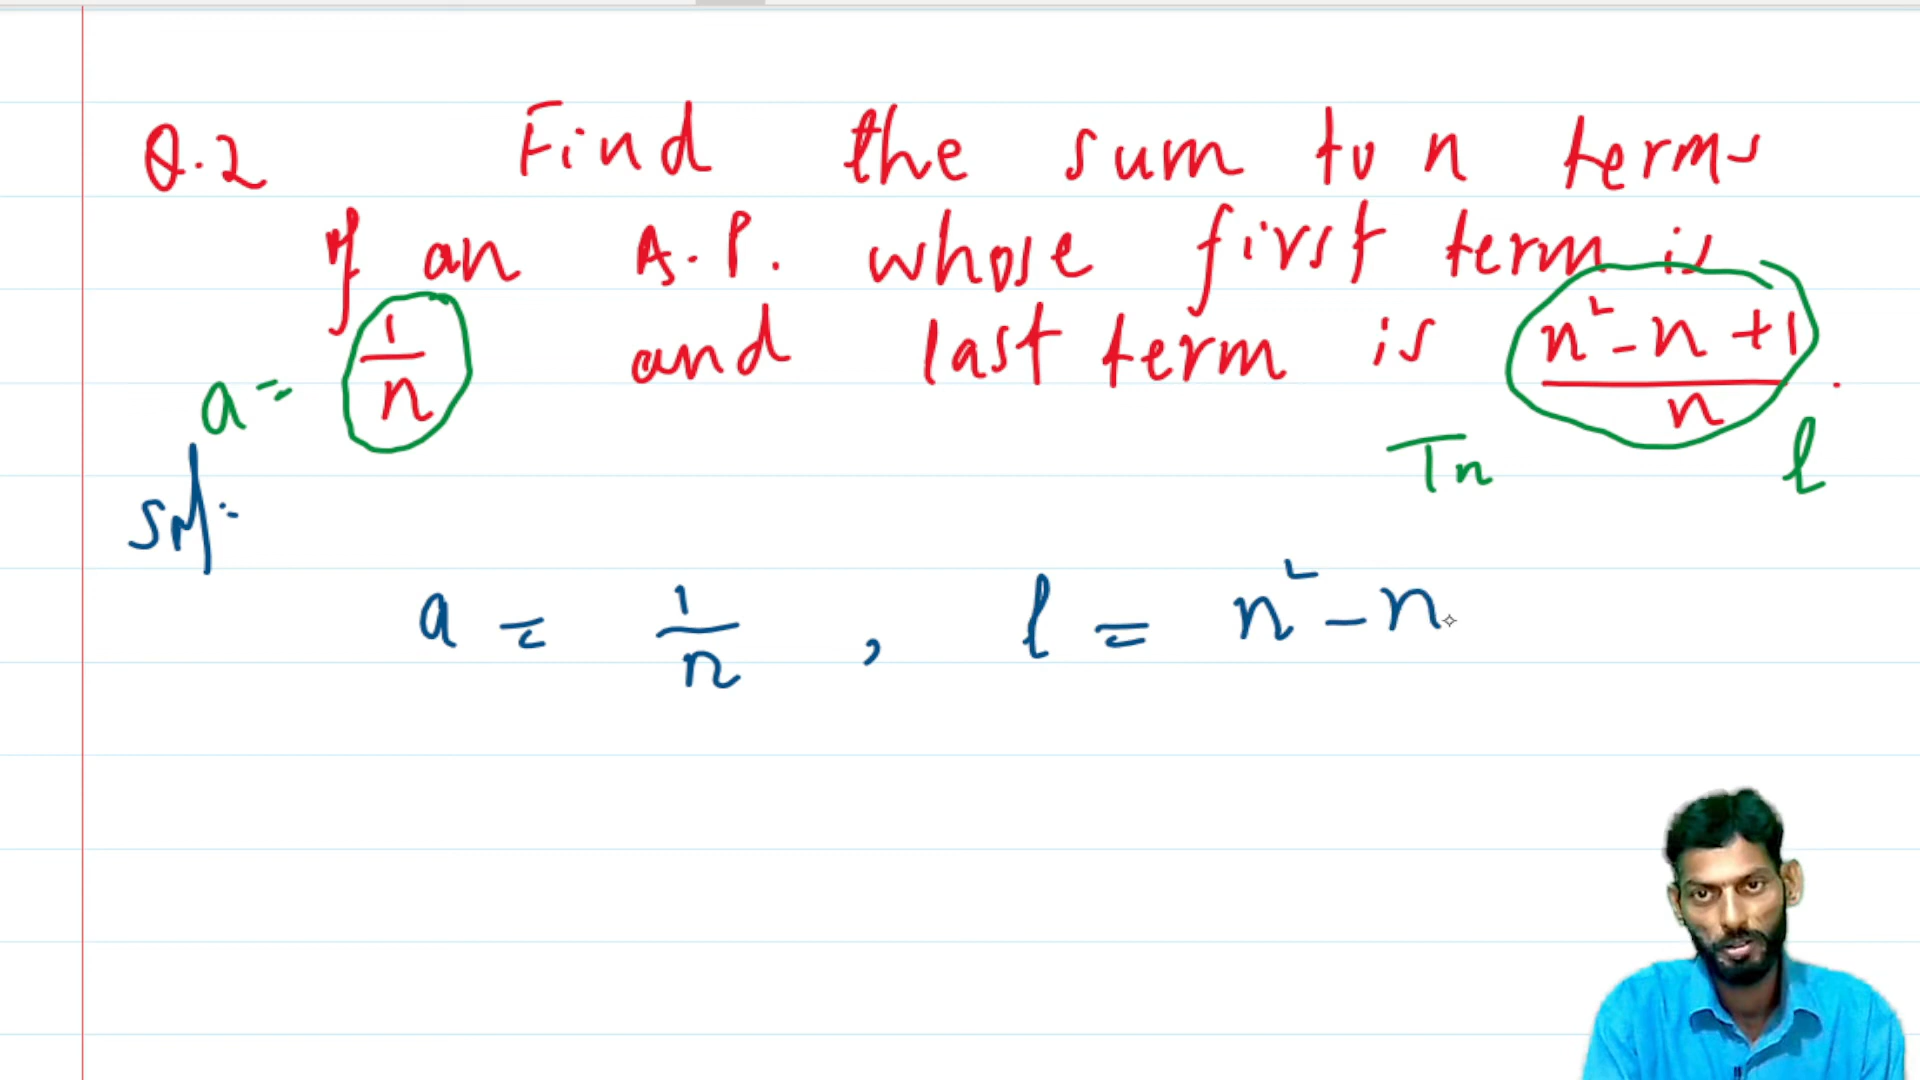 Q.2 Find the sum to n terms
of an A.P. whose first term is
a = 1/n and last term is (n² - n + 1)/n .
Tn l
Sol:-
a = 1/n , l = n² - n